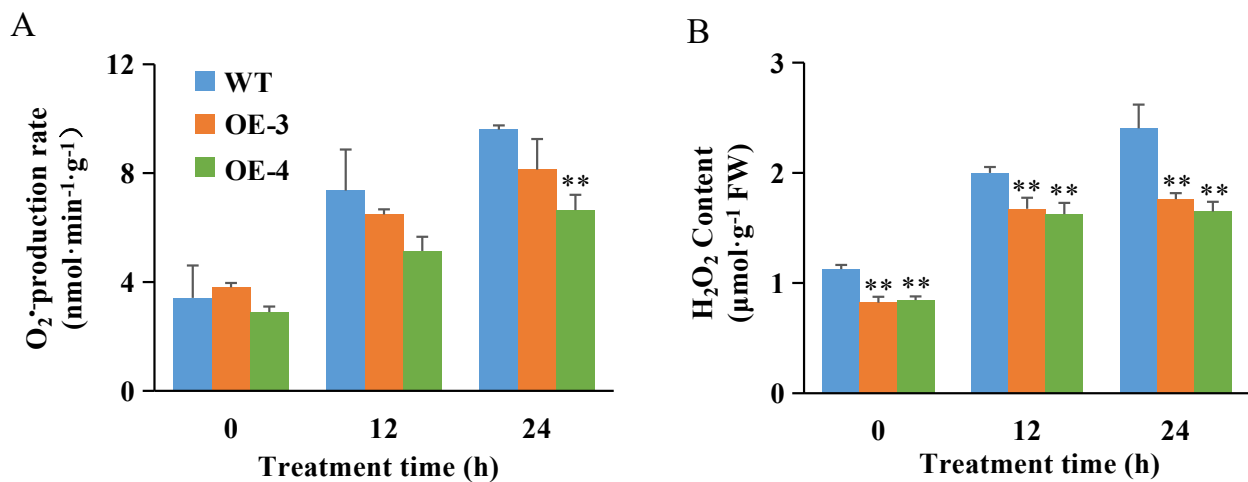 A
O₂·⁻production rate
(nmol·min⁻¹·g⁻¹)
12
8
4
0
WT
OE-3
OE-4
**
0 12 24
Treatment time (h)
B
H₂O₂ Content
(μmol·g⁻¹ FW)
3
2
1
0
** **
** **
** **
0 12 24
Treatment time (h)